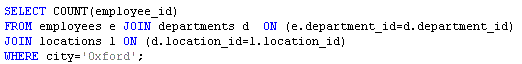 SELECT COUNT(employee_id)
FROM employees e JOIN departments d  ON (e.department_id=d.department_id)
JOIN locations l ON (d.location_id=l.location_id)
WHERE city='Oxford';